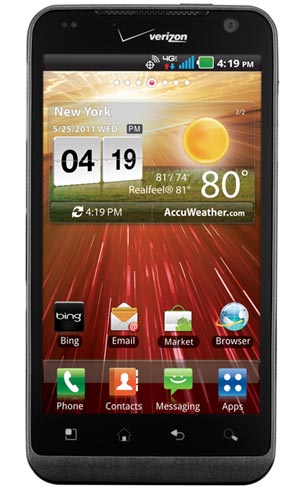 verizon
4G 4:19 PM
New York 2/2
5/25/2011 WED PM
04 19
81°/ 74°
Realfeel® 81°
80°
4:19 PM
AccuWeather.com
bing
Bing Email Market Browser
Phone Contacts Messaging Apps